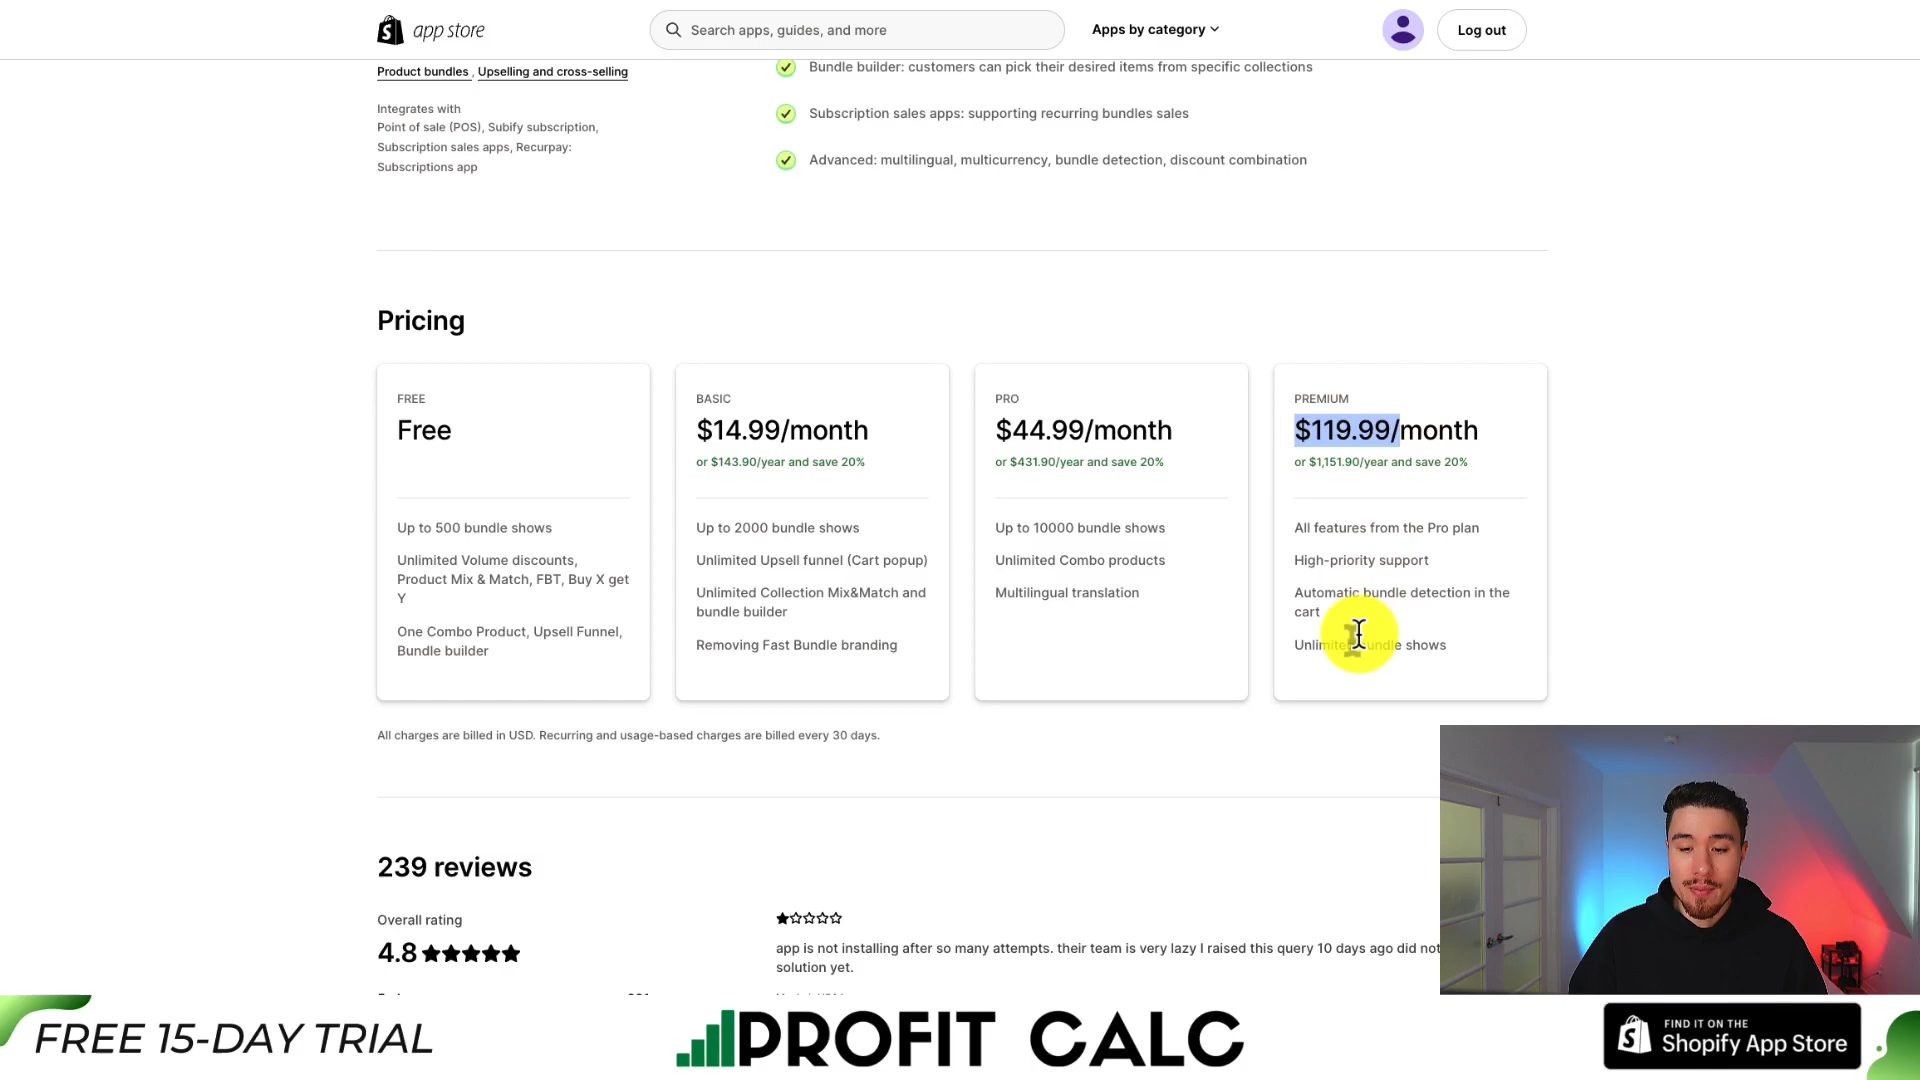 app store
Search apps, guides, and more
Apps by category
Log out
Product bundles , Upselling and cross-selling
Integrates with
Point of sale (POS), Subify subscription,
Subscription sales apps, Recurpay:
Subscriptions app
Bundle builder: customers can pick their desired items from specific collections
Subscription sales apps: supporting recurring bundles sales
Advanced: multilingual, multicurrency, bundle detection, discount combination
Pricing
FREE
Free
Up to 500 bundle shows
Unlimited Volume discounts,
Product Mix & Match, FBT, Buy X get
Y
One Combo Product, Upsell Funnel,
Bundle builder
BASIC
$14.99/month
or $143.90/year and save 20%
Up to 2000 bundle shows
Unlimited Upsell funnel (Cart popup)
Unlimited Collection Mix&Match and
bundle builder
Removing Fast Bundle branding
PRO
$44.99/month
or $431.90/year and save 20%
Up to 10000 bundle shows
Unlimited Combo products
Multilingual translation
PREMIUM
$119.99/month
or $1,151.90/year and save 20%
All features from the Pro plan
High-priority support
Automatic bundle detection in the
cart
Unlimited bundle shows
All charges are billed in USD. Recurring and usage-based charges are billed every 30 days.
239 reviews
Overall rating
4.8
app is not installing after so many attempts. their team is very lazy I raised this query 10 days ago did not
solution yet.
FREE 15-DAY TRIAL
PROFIT CALC
FIND IT ON THE
Shopify App Store